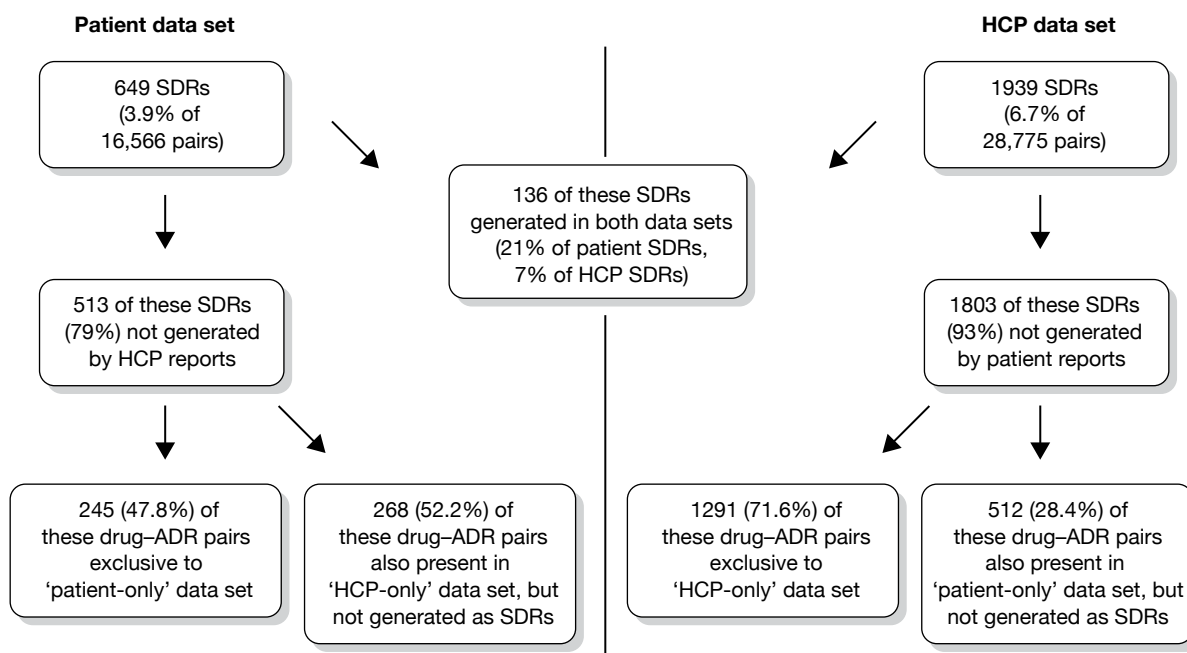 Patient data set
HCP data set
649 SDRs
(3.9% of
16,566 pairs)
1939 SDRs
(6.7% of
28,775 pairs)
136 of these SDRs
generated in both data sets
(21% of patient SDRs,
7% of HCP SDRs)
513 of these SDRs
(79%) not generated
by HCP reports
1803 of these SDRs
(93%) not generated
by patient reports
245 (47.8%) of
these drug–ADR pairs
exclusive to
‘patient-only’ data set
268 (52.2%) of
these drug–ADR pairs
also present in
‘HCP-only’ data set, but
not generated as SDRs
1291 (71.6%) of
these drug–ADR pairs
exclusive to
‘HCP-only’ data set
512 (28.4%) of
these drug–ADR pairs
also present in
‘patient-only’ data set, but
not generated as SDRs